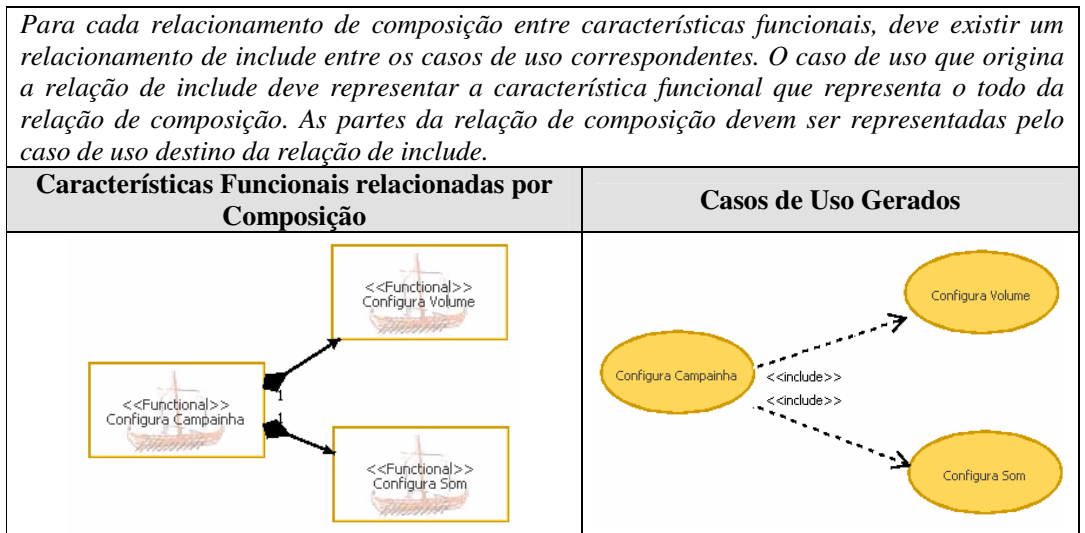 Para cada relacionamento de composição entre características funcionais, deve existir um
relacionamento de include entre os casos de uso correspondentes. O caso de uso que origina
a relação de include deve representar a característica funcional que representa o todo da
relação de composição. As partes da relação de composição devem ser representadas pelo
caso de uso destino da relação de include.
Características Funcionais relacionadas por
Composição
Casos de Uso Gerados
<<Functional>>
Configura Volume
<<Functional>>
Configura Campainha
1
1
<<Functional>>
Configura Som
Configura Volume
Configura Campainha
<<include>>
<<include>>
Configura Som